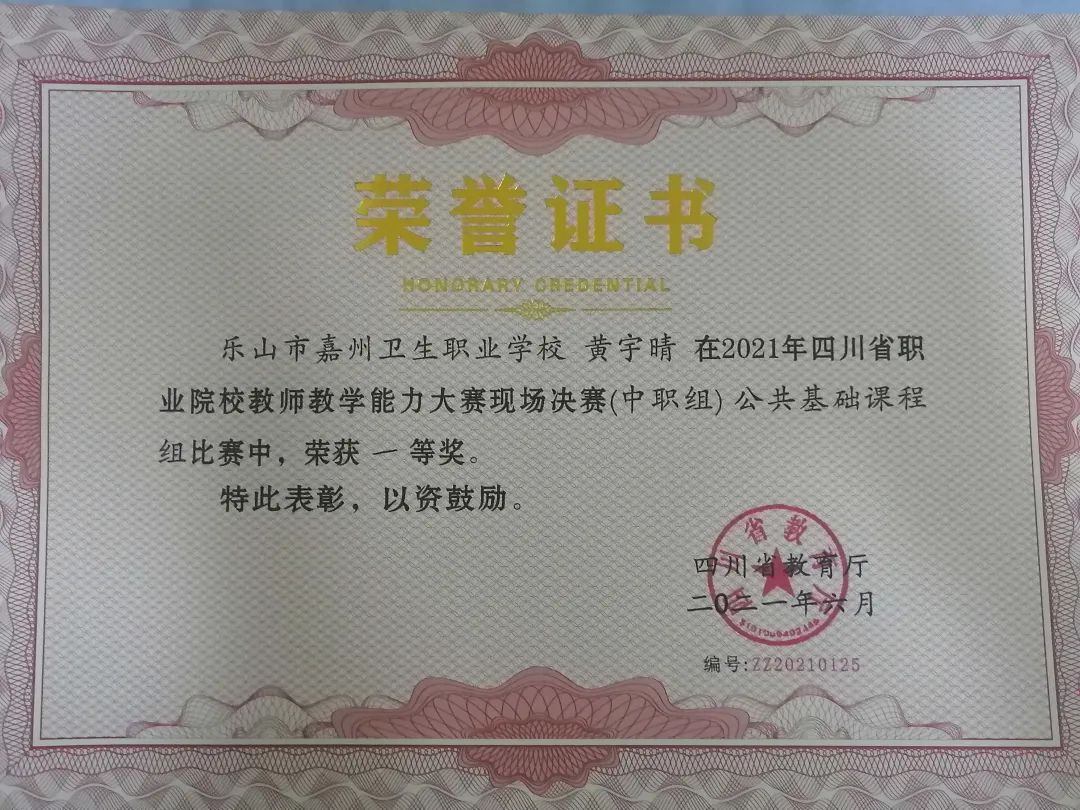 荣誉证书
HONORARY CREDENTIAL
乐山市嘉州卫生职业学校 黄宇晴 在2021年四川省职
业院校教师教学能力大赛现场决赛(中职组) 公共基础课程
组比赛中，荣获 一 等奖。
特此表彰，以资鼓励。
四川省教育厅
二0二一年六月
编号:ZZ20210125